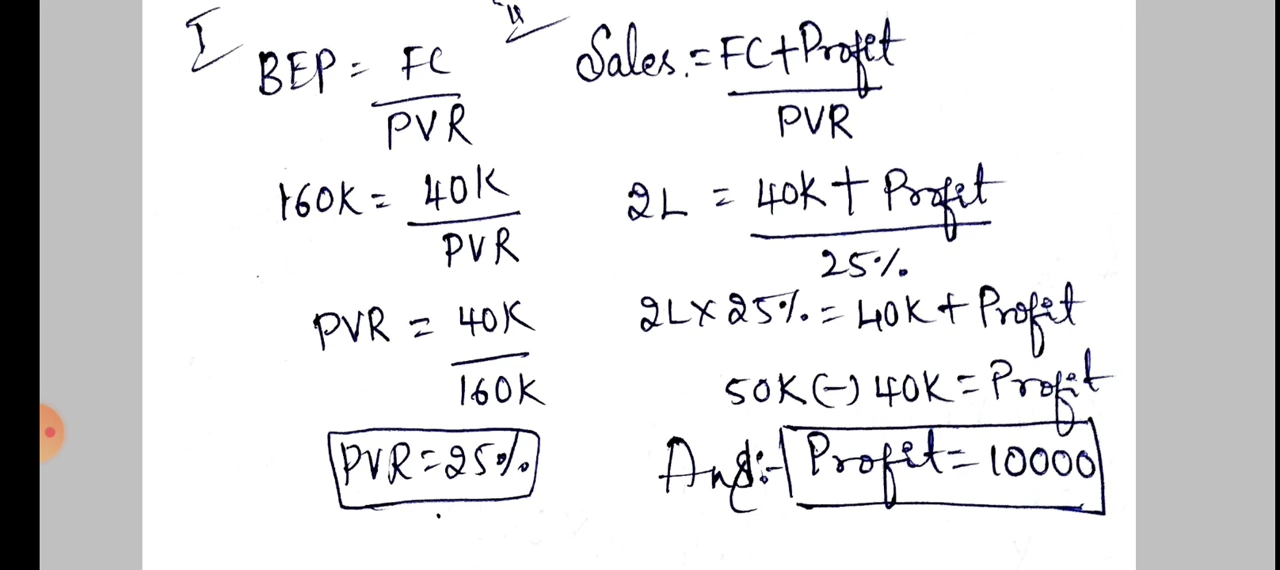 I
BEP = FC
PVR
160K = 40K
PVR
PVR = 40K
160K
PVR = 25%
II
Sales. = FC + Profit
PVR
2L = 40K + Profit
25%
2L x 25% = 40K + Profit
50K (-) 40K = Profit
Ans:- Profit = 10000